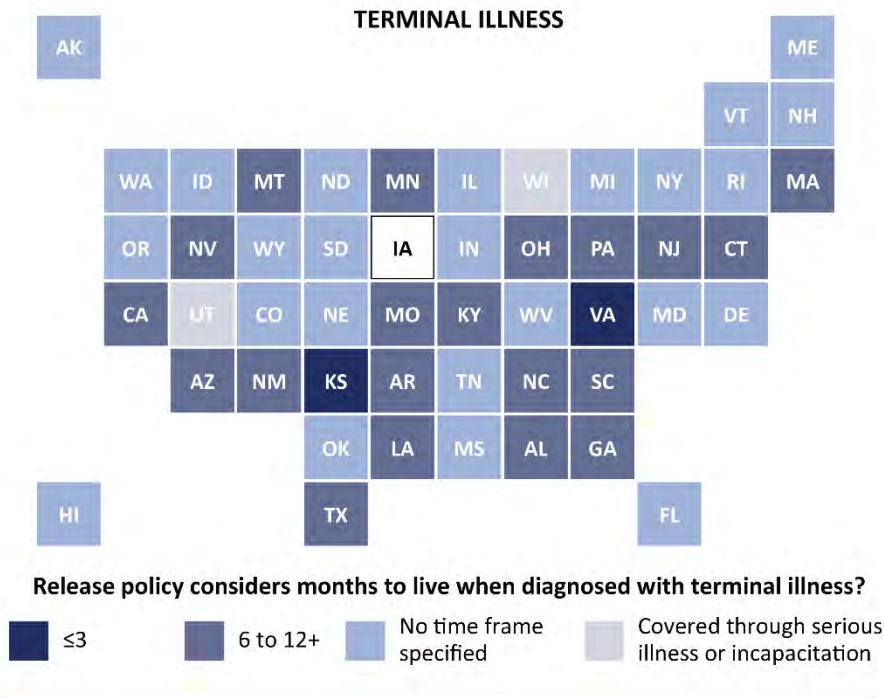 TERMINAL ILLNESS
AK ME
VT NH
WA ID MT ND MN IL WI MI NY RI MA
OR NV WY SD IA IN OH PA NJ CT
CA UT CO NE MO KY WV VA MD DE
AZ NM KS AR TN NC SC
OK LA MS AL GA
HI TX FL
Release policy considers months to live when diagnosed with terminal illness?
≤3 6 to 12+ No time frame specified Covered through serious illness or incapacitation